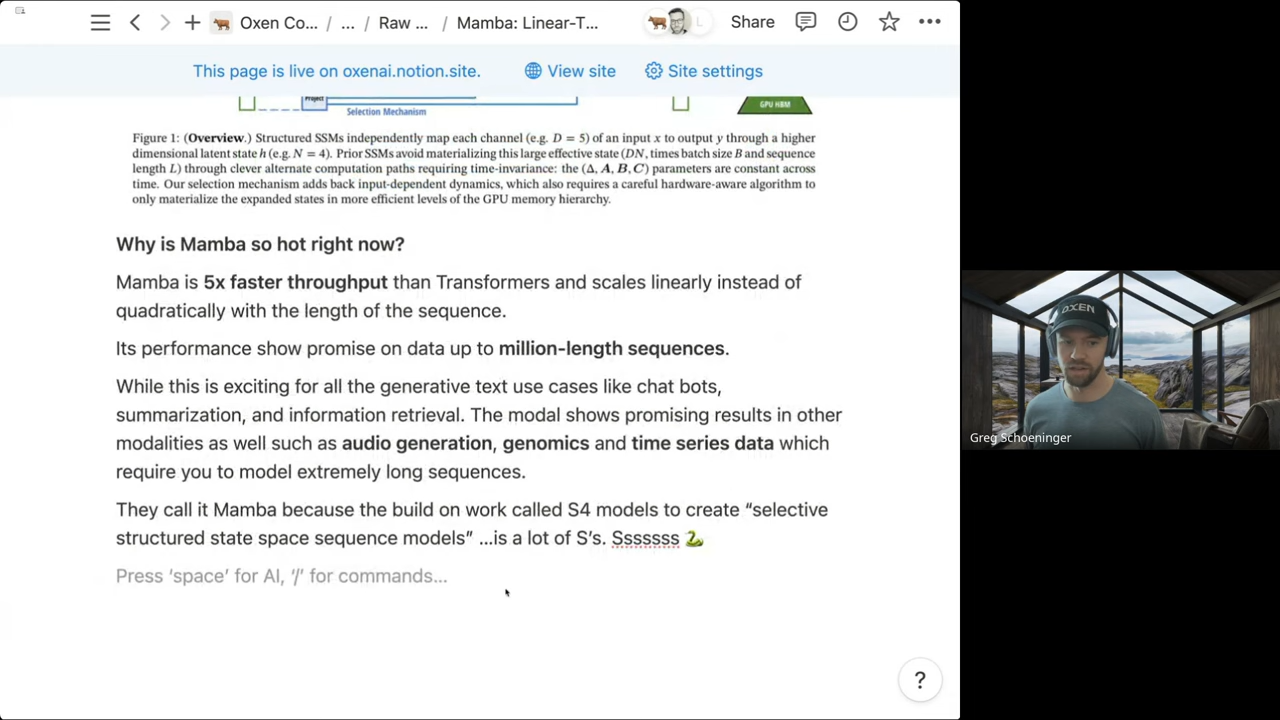 Oxen Co... / ... / Raw ... / Mamba: Linear-T...
L Share
This page is live on oxenai.notion.site. View site Site settings
Project
Selection Mechanism
GPU HBM
Figure 1: (Overview.) Structured SSMs independently map each channel (e.g. D = 5) of an input x to output y through a higher
dimensional latent state h (e.g. N = 4). Prior SSMs avoid materializing this large effective state (DN, times batch size B and sequence
length L) through clever alternate computation paths requiring time-invariance: the (Δ, A, B, C) parameters are constant across
time. Our selection mechanism adds back input-dependent dynamics, which also requires a careful hardware-aware algorithm to
only materialize the expanded states in more efficient levels of the GPU memory hierarchy.
Why is Mamba so hot right now?
Mamba is 5x faster throughput than Transformers and scales linearly instead of
quadratically with the length of the sequence.
Its performance show promise on data up to million-length sequences.
While this is exciting for all the generative text use cases like chat bots,
summarization, and information retrieval. The modal shows promising results in other
modalities as well such as audio generation, genomics and time series data which
require you to model extremely long sequences.
They call it Mamba because the build on work called S4 models to create “selective
structured state space sequence models” ...is a lot of S’s. Sssssss 🐍
Press ‘space’ for AI, ‘/’ for commands...
?
OXEN
Greg Schoeninger